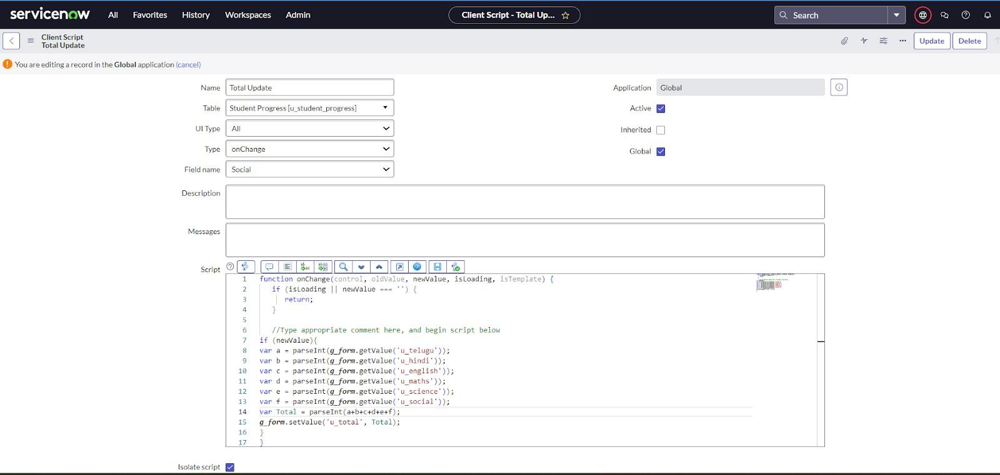 servicenow All Favorites History Workspaces Admin Client Script - Total Up... Search
Client Script
Total Update
Update Delete
You are editing a record in the Global application (cancel)
Name Total Update Application Global
Table Student Progress [u_student_progress] Active
UI Type All Inherited
Type onChange Global
Field name Social
Description
Messages
Script
1 function onChange(control, oldValue, newValue, isLoading, isTemplate) {
2 if (isLoading || newValue === '') {
3 return;
4 }
5
6 //Type appropriate comment here, and begin script below
7 if (newValue){
8 var a = parseInt(g_form.getValue('u_telugu'));
9 var b = parseInt(g_form.getValue('u_hindi'));
10 var c = parseInt(g_form.getValue('u_english'));
11 var d = parseInt(g_form.getValue('u_maths'));
12 var e = parseInt(g_form.getValue('u_science'));
13 var f = parseInt(g_form.getValue('u_social'));
14 var Total = parseInt(a+b+c+d+e+f);
15 g_form.setValue('u_total', Total);
16 }
17 }
Isolate script